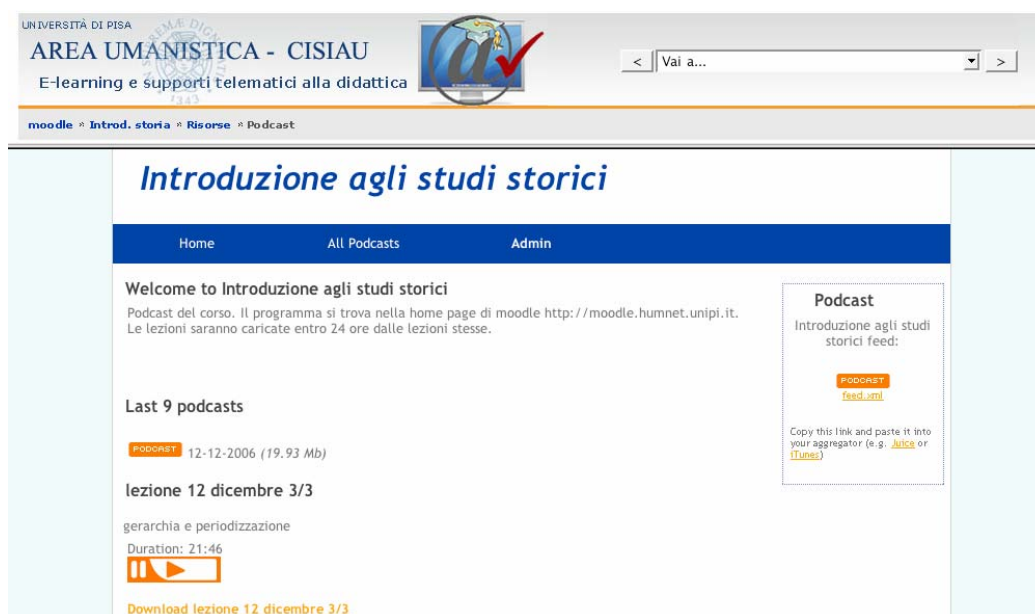 UNIVERSITÀ DI PISA
AREA UMANISTICA - CISIAU
E-learning e supporti telematici alla didattica
1343
< Vai a... >
moodle » Introd. storia » Risorse » Podcast
Introduzione agli studi storici
Home All Podcasts Admin
Welcome to Introduzione agli studi storici
Podcast del corso. Il programma si trova nella home page di moodle http://moodle.humnet.unipi.it.
Le lezioni saranno caricate entro 24 ore dalle lezioni stesse.
Last 9 podcasts
PODCAST 12-12-2006 (19.93 Mb)
lezione 12 dicembre 3/3
gerarchia e periodizzazione
Duration: 21:46
Download lezione 12 dicembre 3/3
Podcast
Introduzione agli studi
storici feed:
PODCAST
feed.xml
Copy this link and paste it into
your aggregator (e.g. Juice or
iTunes)